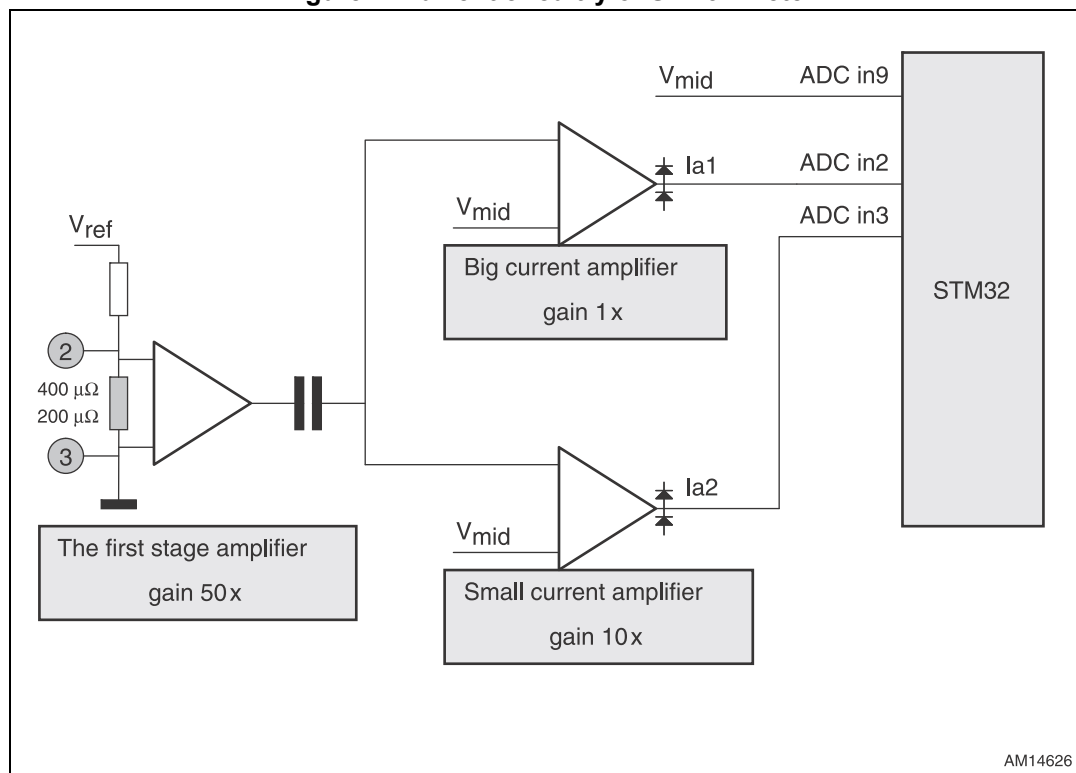 V_mid
ADC in9
Ia1
ADC in2
V_mid
ADC in3
V_ref
Big current amplifier
gain 1x
STM32
2
400 μΩ
200 μΩ
3
Ia2
V_mid
The first stage amplifier
gain 50x
Small current amplifier
gain 10x
AM14626